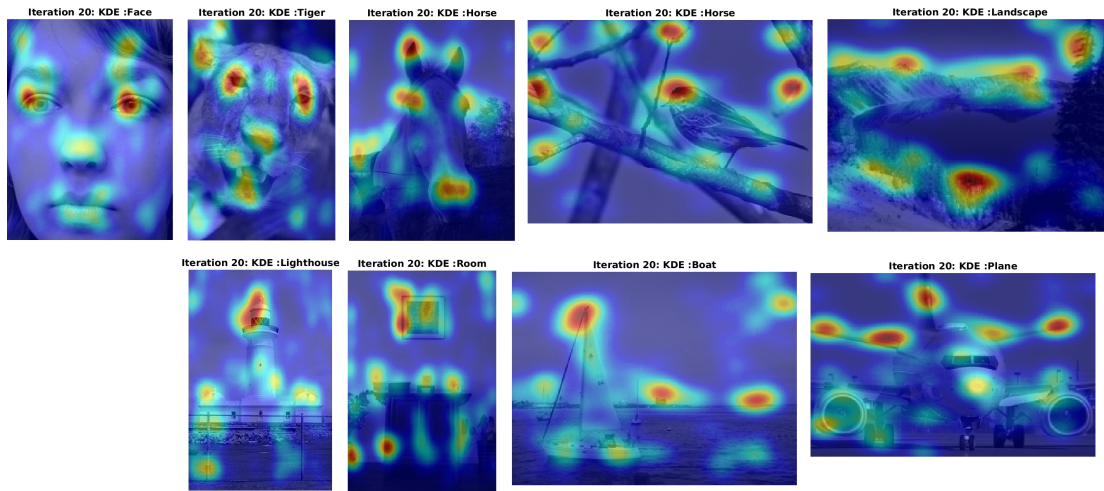 Iteration 20: KDE :Face
Iteration 20: KDE :Tiger
Iteration 20: KDE :Horse
Iteration 20: KDE :Horse
Iteration 20: KDE :Landscape
Iteration 20: KDE :Lighthouse
Iteration 20: KDE :Room
Iteration 20: KDE :Boat
Iteration 20: KDE :Plane